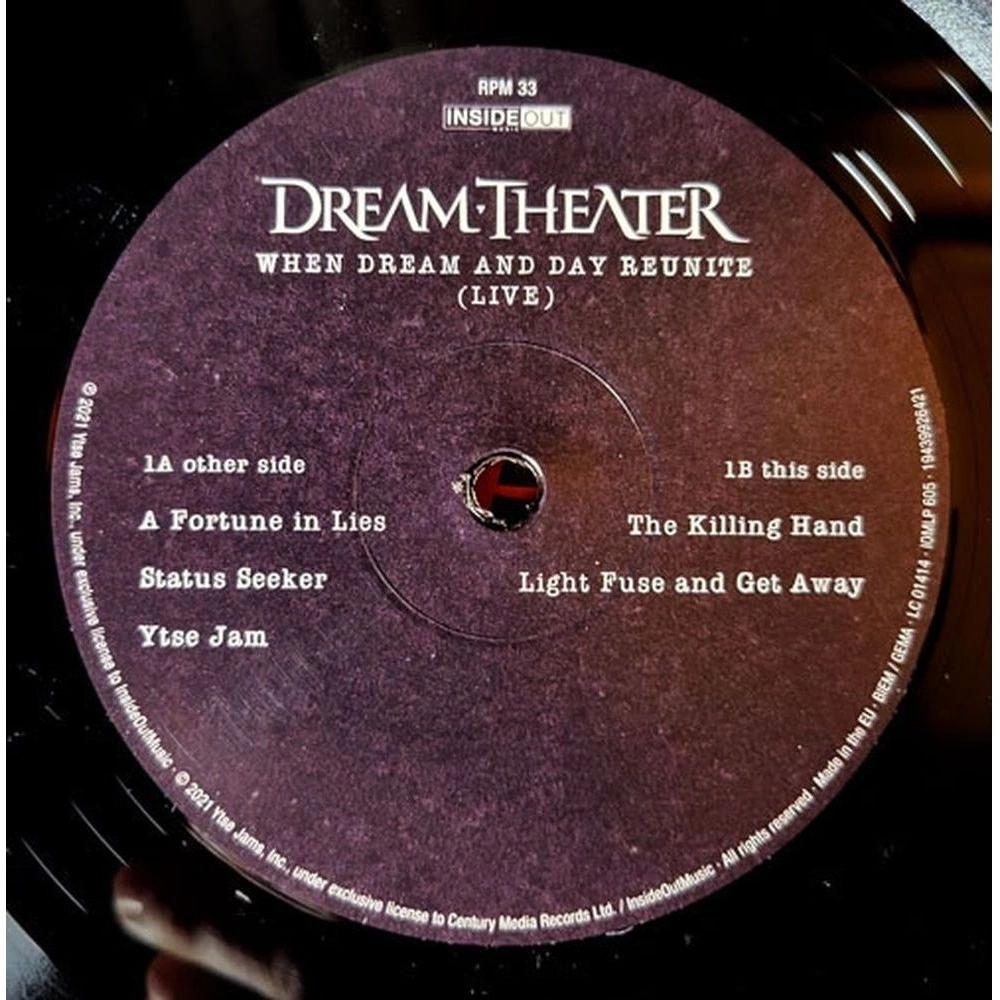 RPM 33
INSIDEOUT
MUSIC
DREAM·THEATER
WHEN DREAM AND DAY REUNITE
(LIVE)
1A other side
A Fortune in Lies
Status Seeker
Ytse Jam
1B this side
The Killing Hand
Light Fuse and Get Away
℗ 2021 Ytse Jams, Inc., under exclusive license to InsideOutMusic · © 2021 Ytse Jams, Inc., under exclusive license to Century Media Records Ltd. / InsideOutMusic · All rights reserved · Made in the EU · BIEM / GEMA · LC 01414 · IOMLP 605 · 19439926421